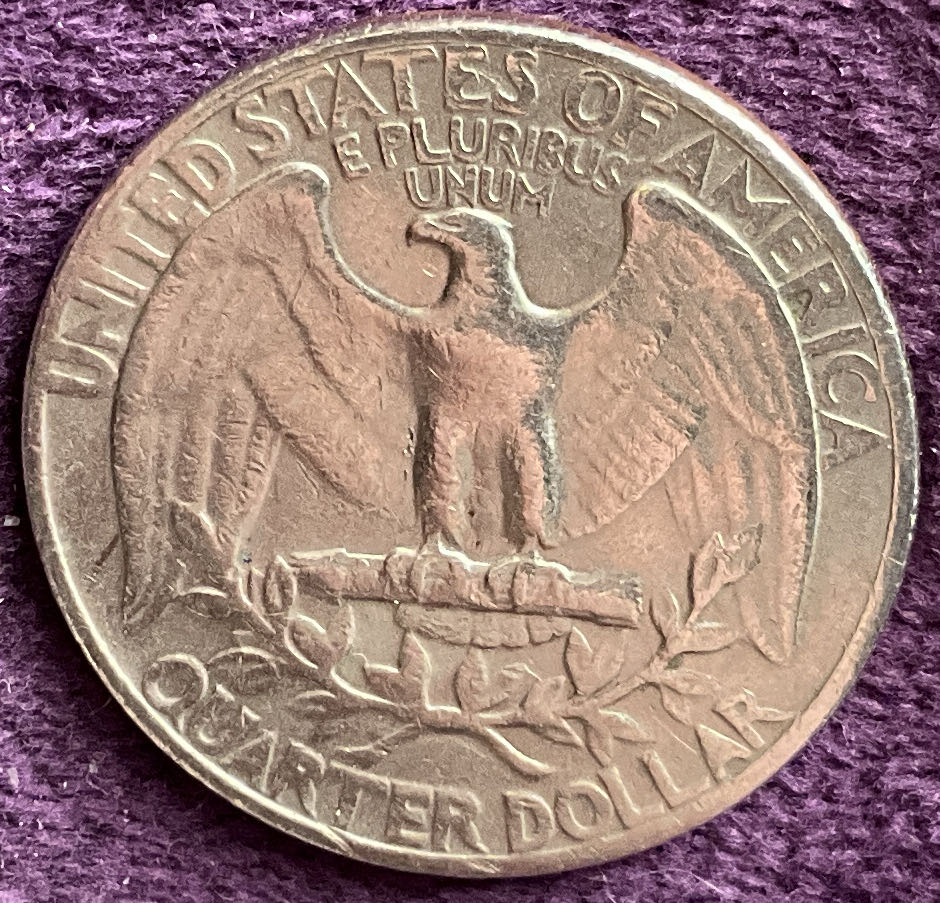 UNITED STATES OF AMERICA
E PLURIBUS
UNUM
QUARTER DOLLAR